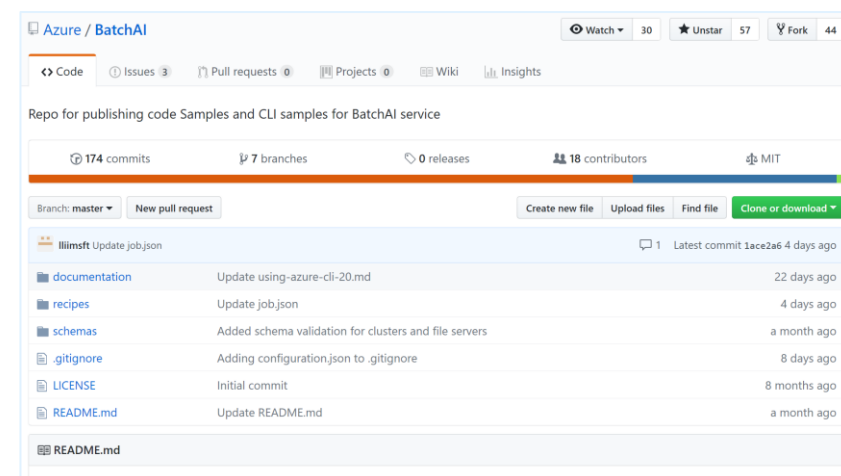 Azure / BatchAI Watch 30 Unstar 57 Fork 44
Code Issues 3 Pull requests 0 Projects 0 Wiki Insights
Repo for publishing code Samples and CLI samples for BatchAI service
174 commits 7 branches 0 releases 18 contributors MIT
Branch: master New pull request Create new file Upload files Find file Clone or download
lliimsft Update job.json 1 Latest commit 1ace2a6 4 days ago
documentation Update using-azure-cli-20.md 22 days ago
recipes Update job.json 4 days ago
schemas Added schema validation for clusters and file servers a month ago
.gitignore Adding configuration.json to .gitignore 8 days ago
LICENSE Initial commit 8 months ago
README.md Update README.md a month ago
README.md